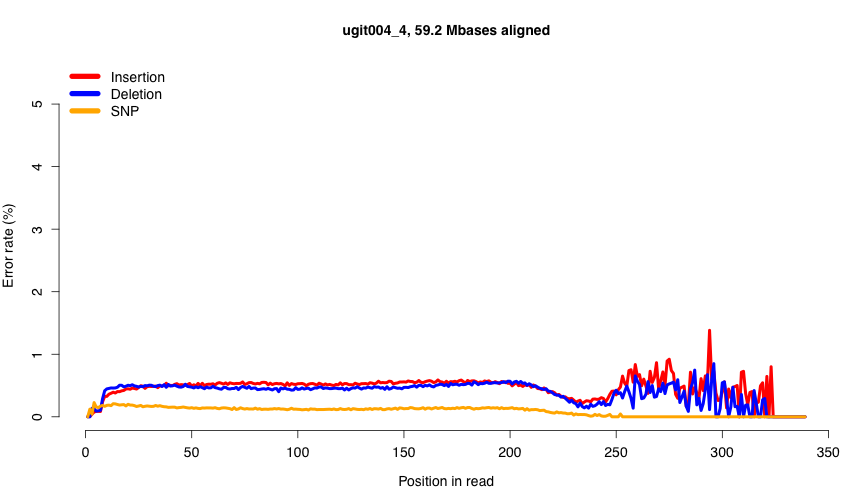 ugit004_4, 59.2 Mbases aligned
Insertion
Deletion
SNP
Error rate (%)
5
4
3
2
1
0
0 50 100 150 200 250 300 350
Position in read